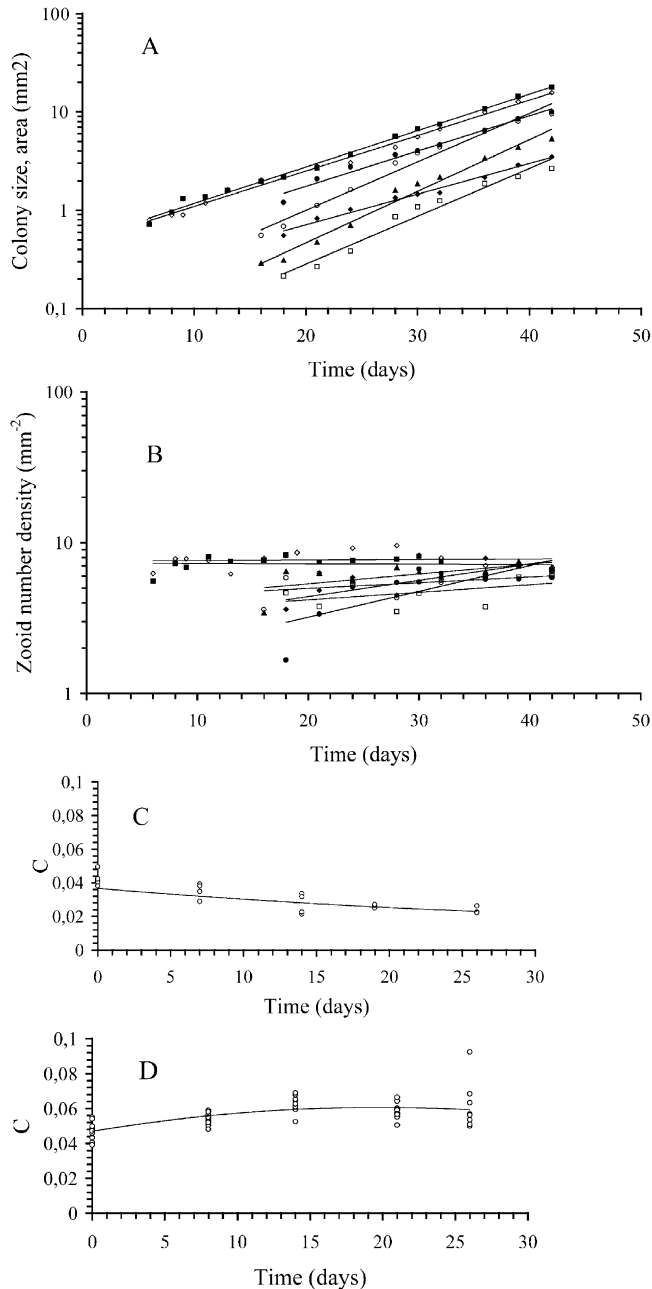 A
Colony size, area (mm2)
100
10
1
0,1
0 10 20 30 40 50
Time (days)
B
Zooid number density (mm-2)
100
10
1
0 10 20 30 40 50
Time (days)
C
C
0,1
0,08
0,06
0,04
0,02
0
0 5 10 15 20 25 30
Time (days)
D
C
0,1
0,08
0,06
0,04
0,02
0
0 5 10 15 20 25 30
Time (days)